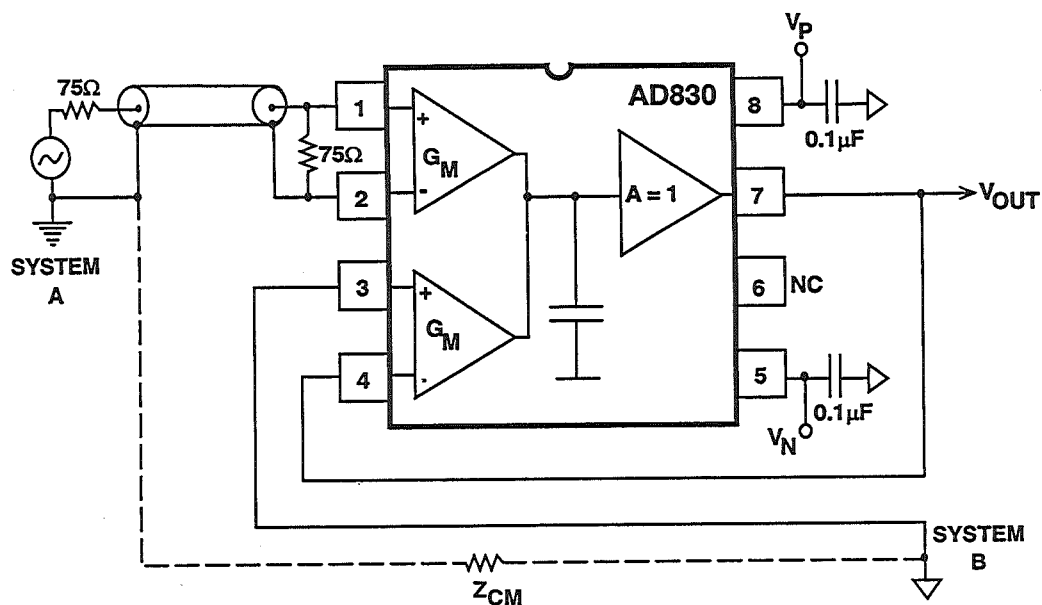 V_P
75Ω
AD830
1
8
0.1μF
+
G_M
75Ω
-
A = 1
2
7
V_OUT
SYSTEM
A
3
+
6
NC
G_M
4
-
5
0.1μF
V_N
SYSTEM
B
Z_CM